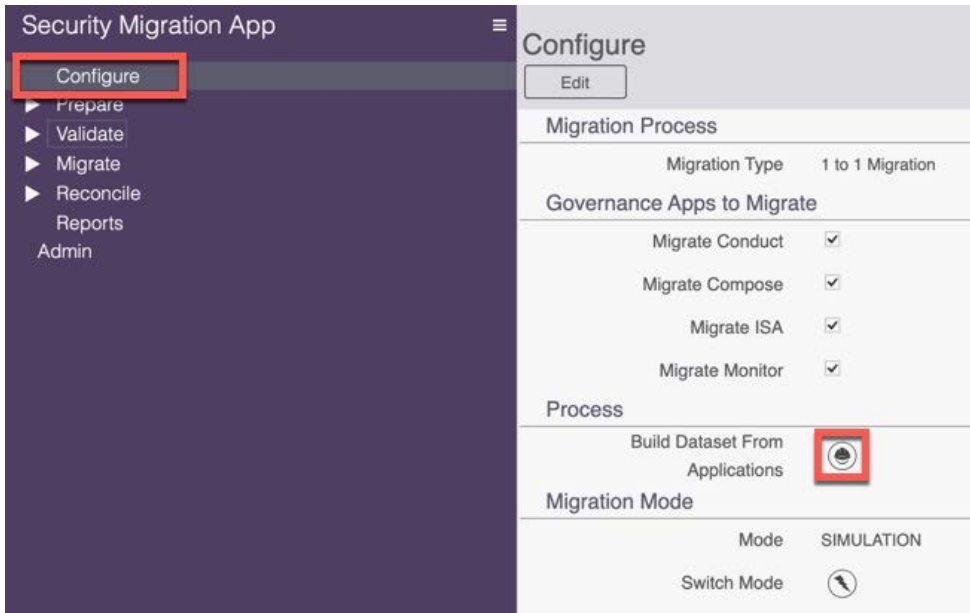 Security Migration App
Configure
Prepare
Validate
Migrate
Reconcile
Reports
Admin
Configure
Edit
Migration Process
Migration Type 1 to 1 Migration
Governance Apps to Migrate
Migrate Conduct
Migrate Compose
Migrate ISA
Migrate Monitor
Process
Build Dataset From
Applications
Migration Mode
Mode SIMULATION
Switch Mode